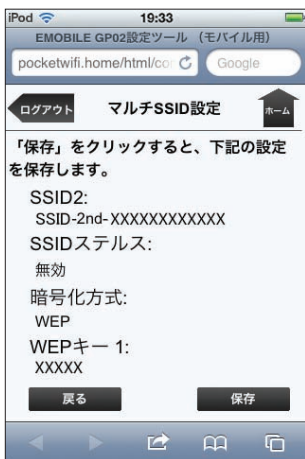 iPod 19:33
EMOBILE GP02設定ツール （モバイル用）
pocketwifi.home/html/co Google
ログアウト マルチSSID設定 ホーム
「保存」をクリックすると、下記の設定
を保存します。
SSID2:
SSID-2nd-XXXXXXXXXXXX
SSIDステルス:
無効
暗号化方式:
WEP
WEPキー 1:
XXXXX
戻る 保存